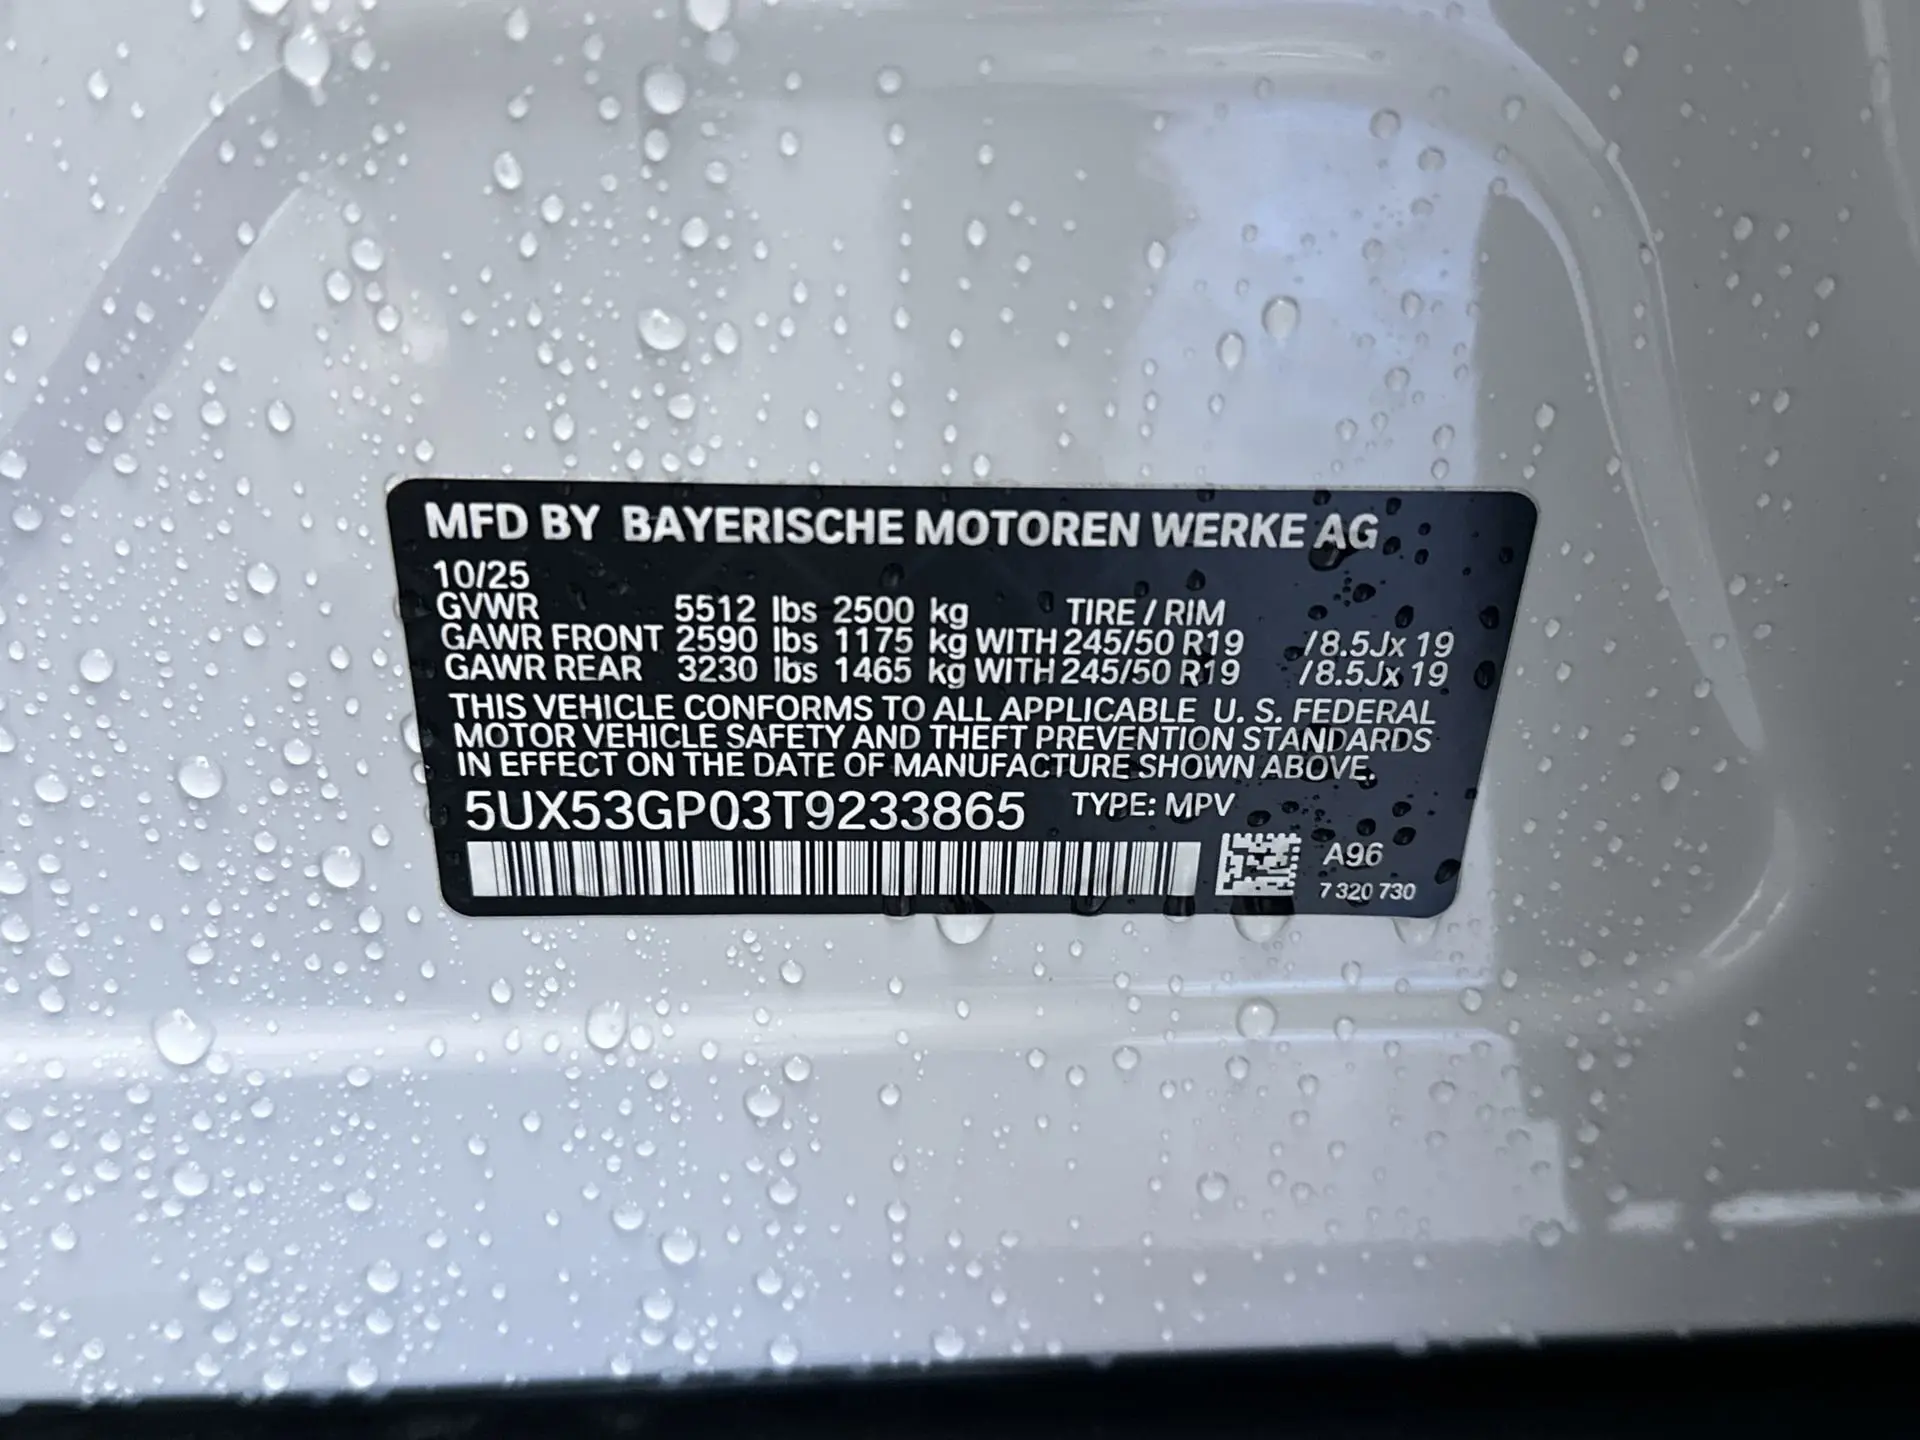 MFD BY BAYERISCHE MOTOREN WERKE AG
10/25
GVWR 5512 lbs 2500 kg TIRE / RIM
GAWR FRONT 2590 lbs 1175 kg WITH 245/50 R19 /8.5Jx 19
GAWR REAR 3230 lbs 1465 kg WITH 245/50 R19 /8.5Jx 19
THIS VEHICLE CONFORMS TO ALL APPLICABLE U. S. FEDERAL
MOTOR VEHICLE SAFETY AND THEFT PREVENTION STANDARDS
IN EFFECT ON THE DATE OF MANUFACTURE SHOWN ABOVE.
5UX53GP03T9233865 TYPE: MPV
A96
7 320 730